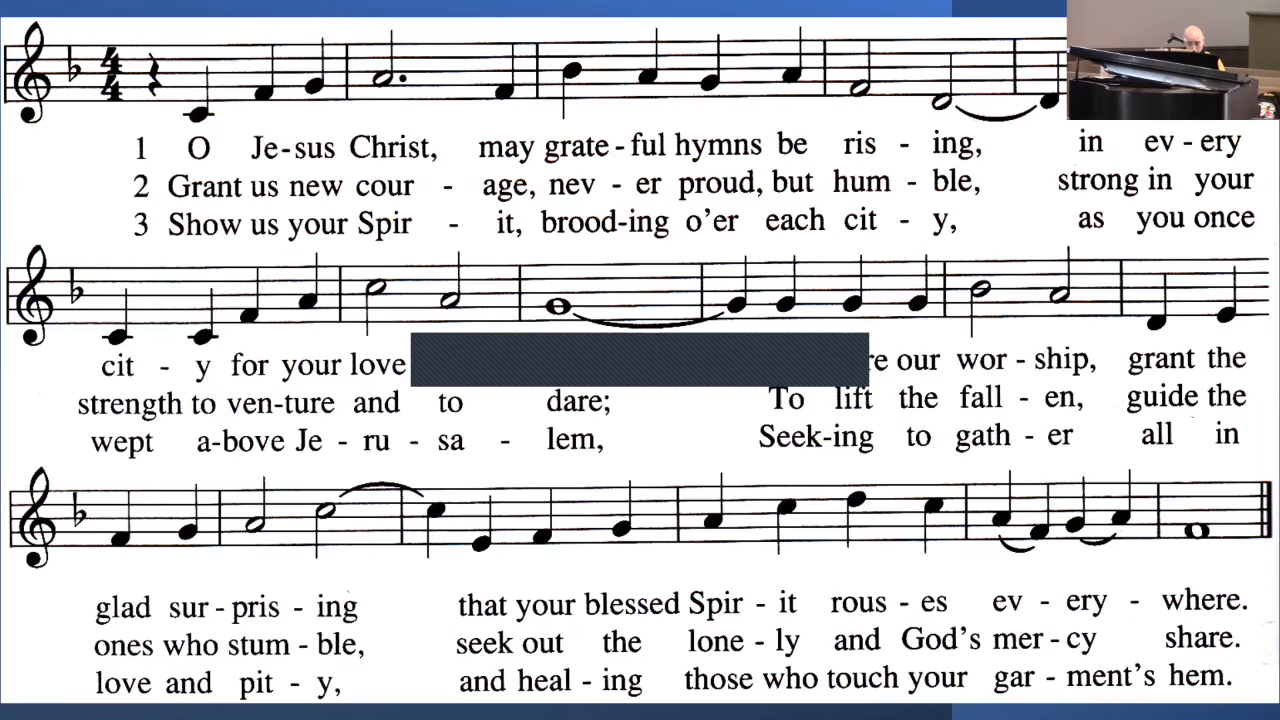 1 O Je-sus Christ, may grate-ful hymns be ris - ing, in ev - ery
2 Grant us new cour - age, nev - er proud, but hum - ble, strong in your
3 Show us your Spir - it, brood-ing o'er each cit - y, as you once
cit - y for your love our wor - ship, grant the
strength to ven-ture and to dare; To lift the fall - en, guide the
wept a-bove Je - ru - sa - lem, Seek-ing to gath - er all in
glad sur - pris - ing that your blessed Spir - it rous - es ev - ery - where.
ones who stum - ble, seek out the lone - ly and God's mer - cy share.
love and pit - y, and heal - ing those who touch your gar - ment's hem.